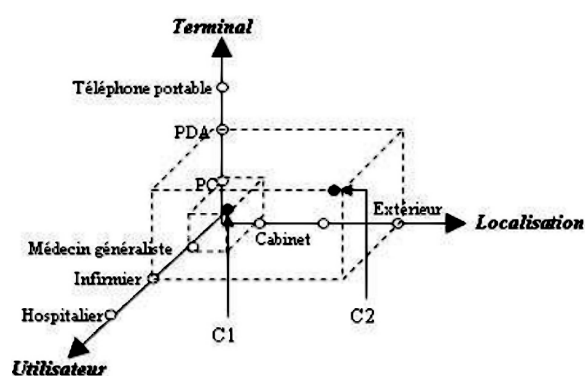 Terminal
Téléphone portable
PDA
PC
Extérieur
Localisation
Cabinet
Médecin généraliste
Infirmier
Hospitalier
C1
C2
Utilisateur